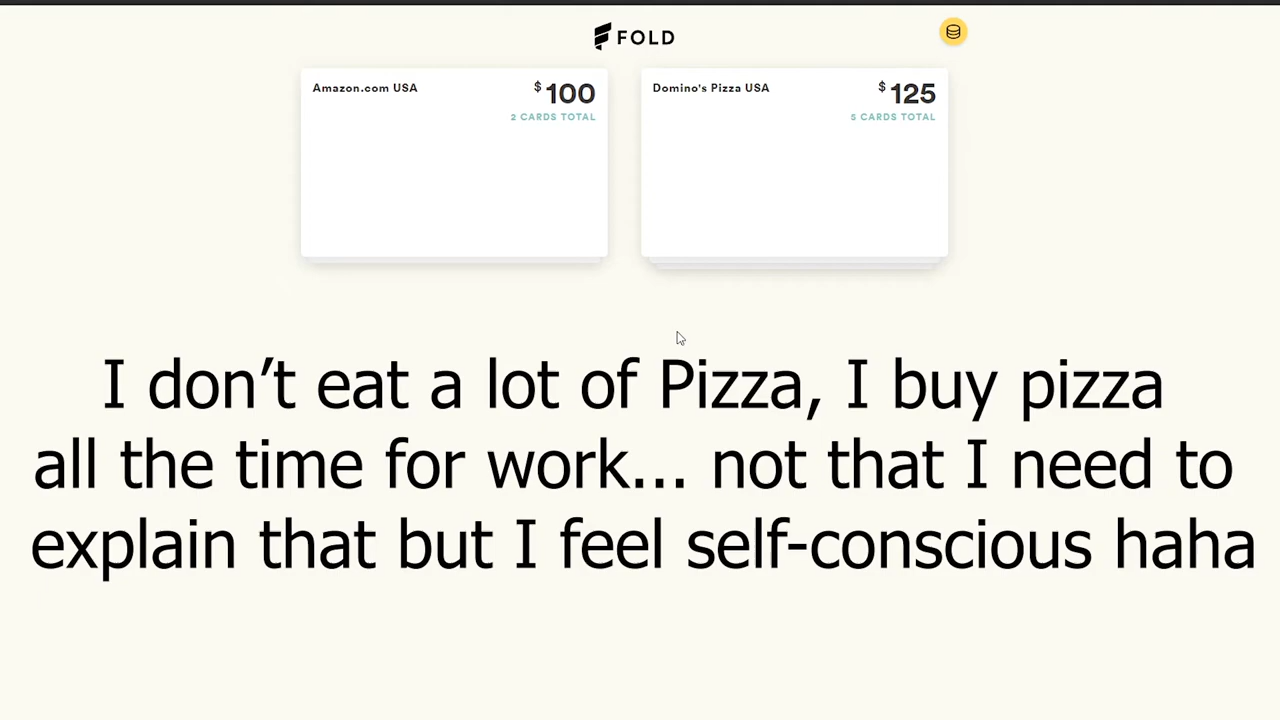 FOLD
Amazon.com USA
$ 100
2 CARDS TOTAL
Domino's Pizza USA
$ 125
5 CARDS TOTAL
I don’t eat a lot of Pizza, I buy pizza
all the time for work... not that I need to
explain that but I feel self-conscious haha